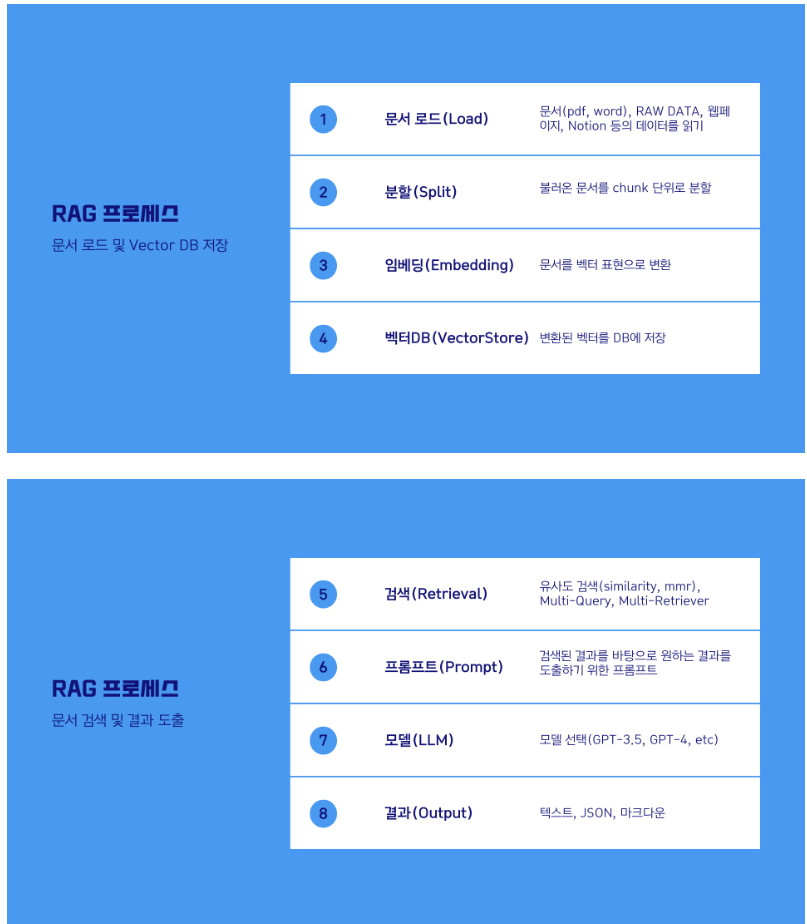 RAG 프로세스
문서 로드 및 Vector DB 저장
1
문서 로드(Load)
문서(pdf, word), RAW DATA, 웹페
이지, Notion 등의 데이터를 읽기
2
분할(Split)
불러온 문서를 chunk 단위로 분할
3
임베딩(Embedding)
문서를 벡터 표현으로 변환
4
벡터DB(VectorStore)
변환된 벡터를 DB에 저장
RAG 프로세스
문서 검색 및 결과 도출
5
검색(Retrieval)
유사도 검색(similarity, mmr),
Multi-Query, Multi-Retriever
6
프롬프트(Prompt)
검색된 결과를 바탕으로 원하는 결과를
도출하기 위한 프롬프트
7
모델(LLM)
모델 선택(GPT-3.5, GPT-4, etc)
8
결과(Output)
텍스트, JSON, 마크다운